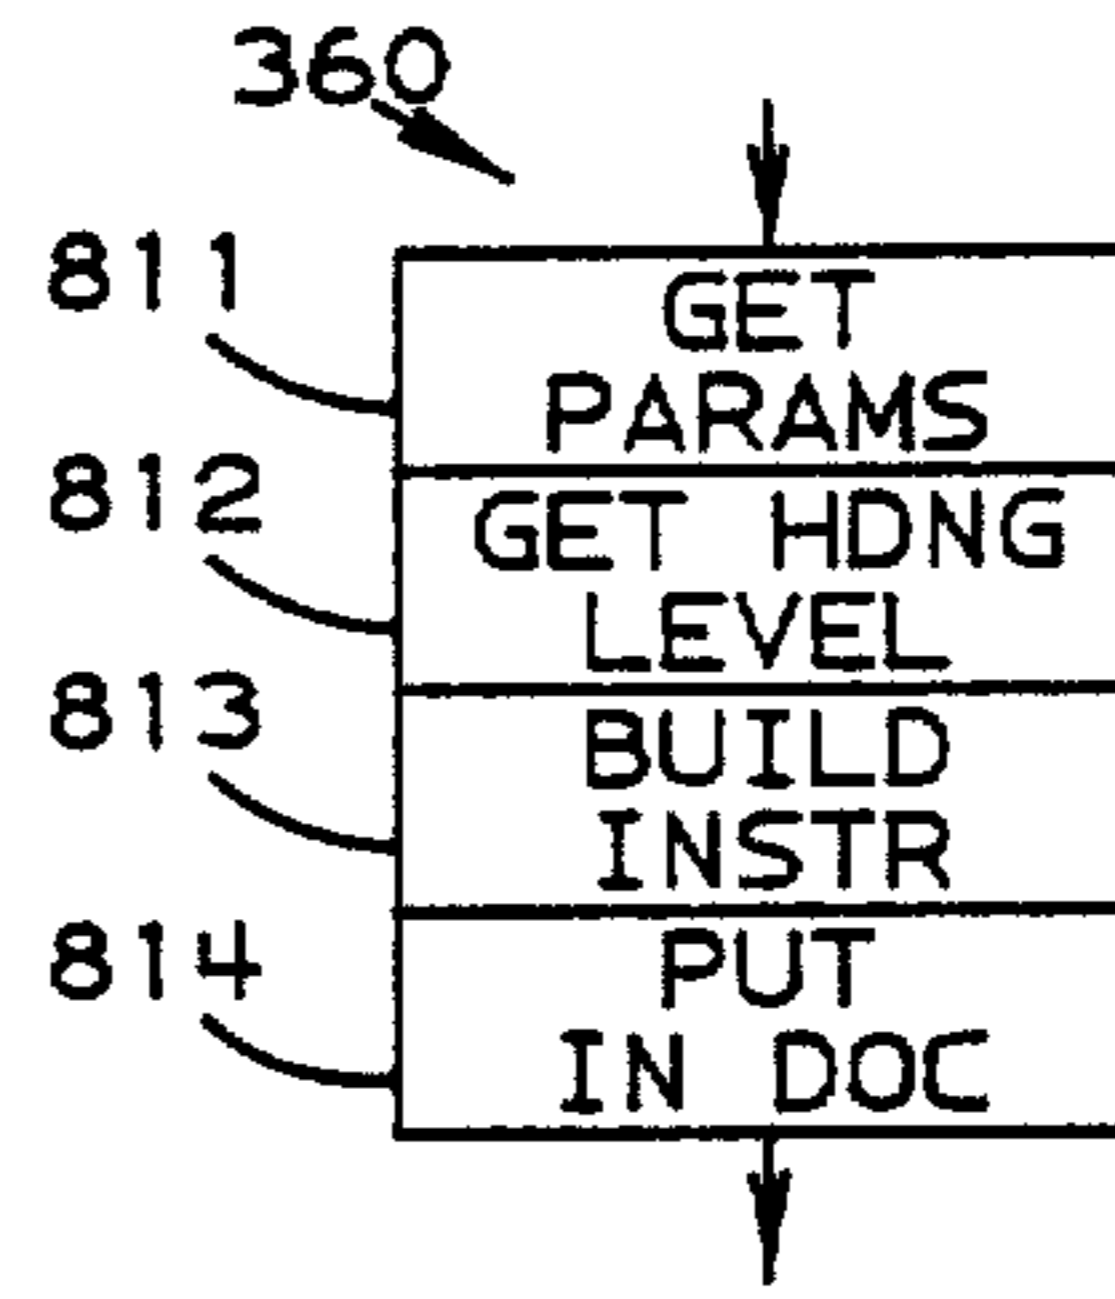 360
811
GET
PARAMS
812
GET HDNG
LEVEL
813
BUILD
INSTR
814
PUT
IN DOC